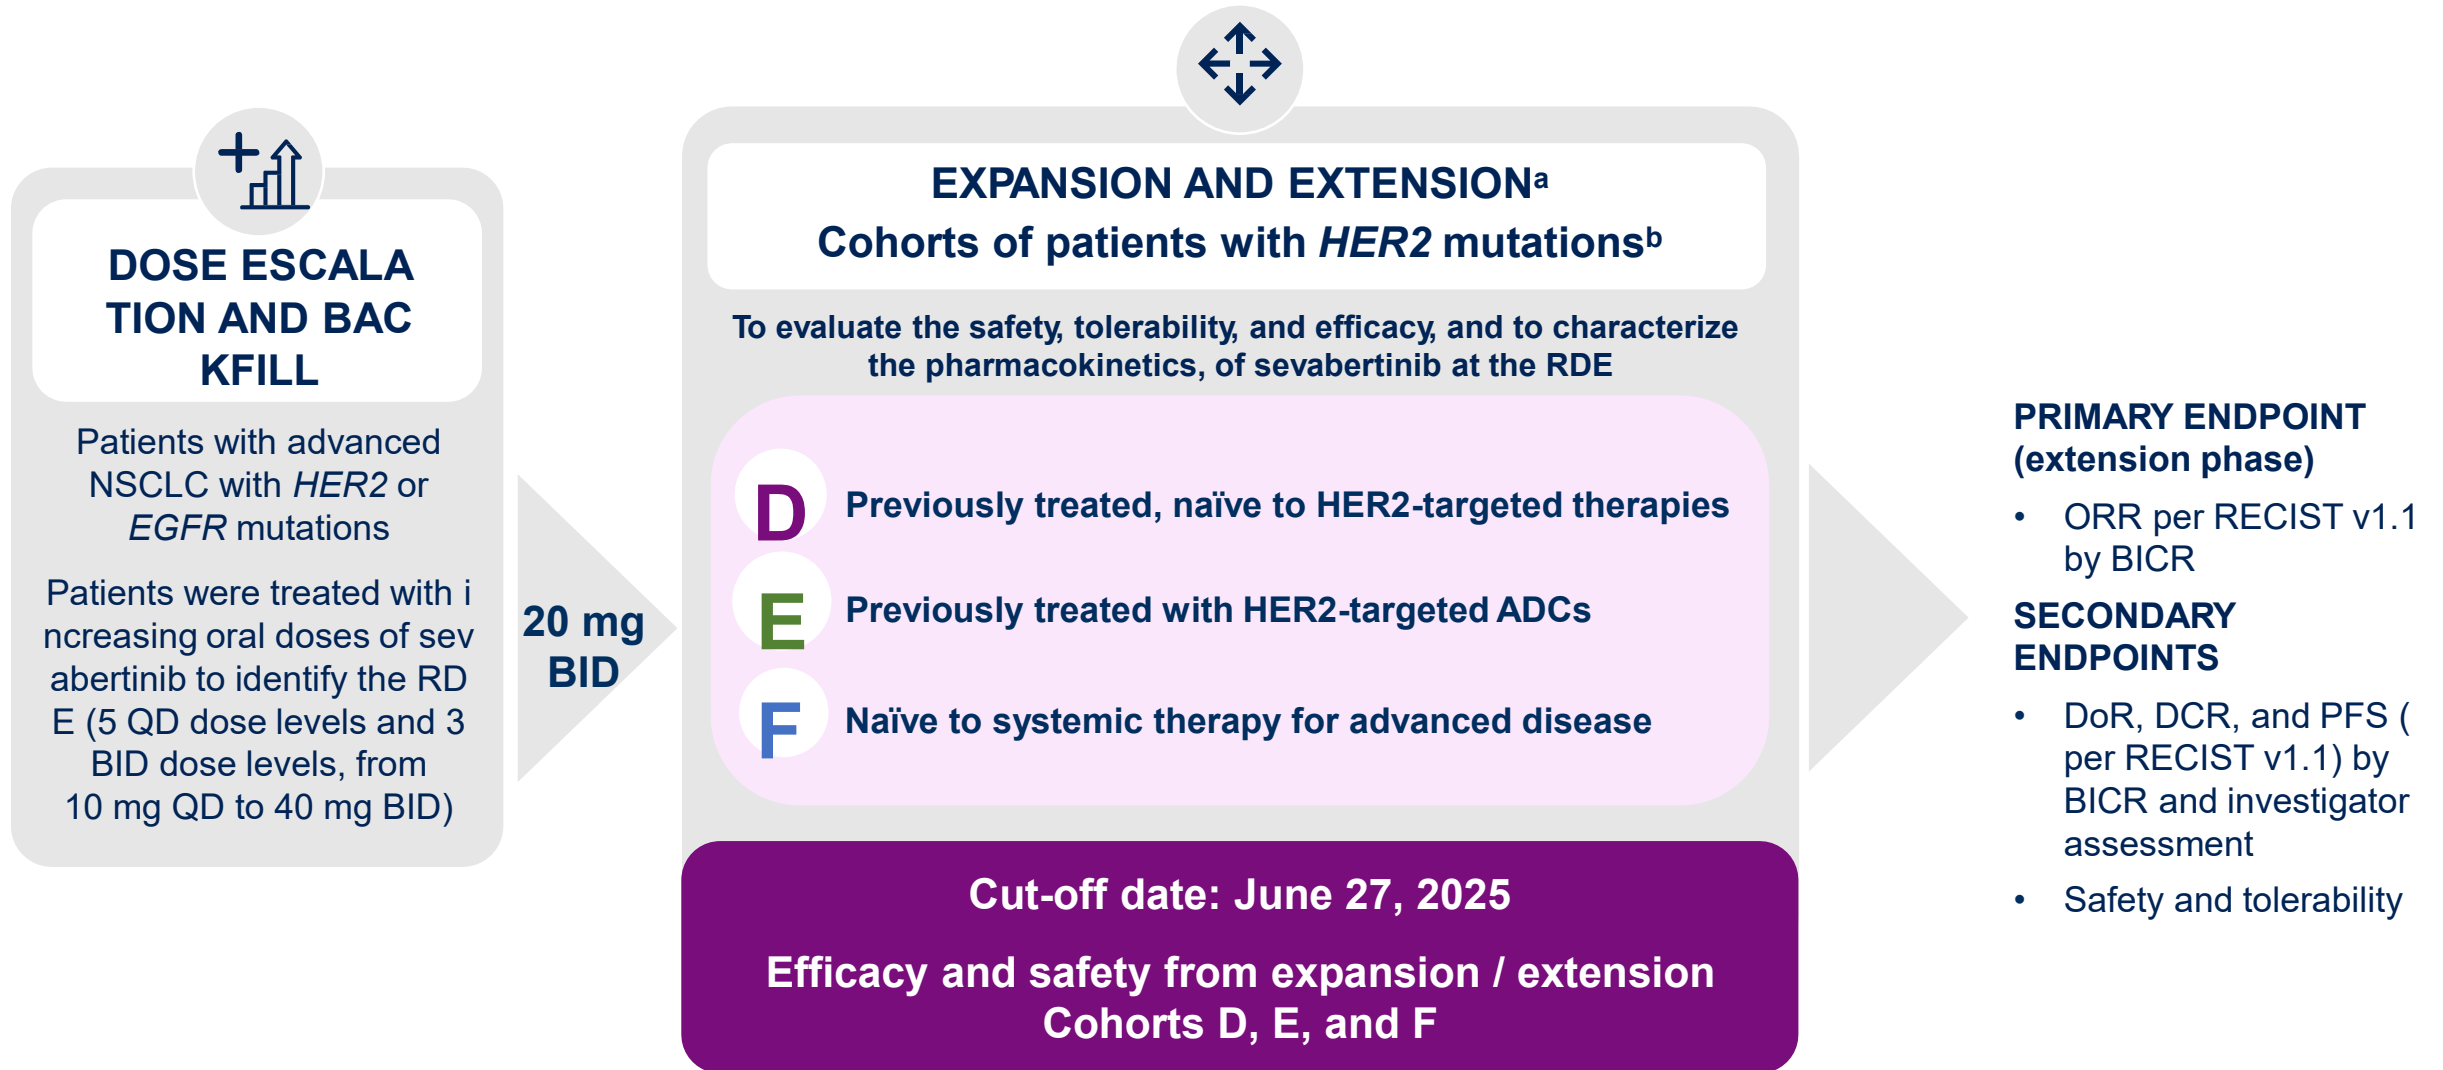 DOSE ESCALA
TION AND BAC
KFILL
Patients with advanced
NSCLC with HER2 or
EGFR mutations
Patients were treated with i
ncreasing oral doses of sev
abertinib to identify the RD
E (5 QD dose levels and 3
BID dose levels, from
10 mg QD to 40 mg BID)
20 mg
BID
EXPANSION AND EXTENSIONᵃ
Cohorts of patients with HER2 mutationsᵇ
To evaluate the safety, tolerability, and efficacy, and to characterize
the pharmacokinetics, of sevabertinib at the RDE
D Previously treated, naïve to HER2-targeted therapies
E Previously treated with HER2-targeted ADCs
F Naïve to systemic therapy for advanced disease
Cut-off date: June 27, 2025
Efficacy and safety from expansion / extension
Cohorts D, E, and F
PRIMARY ENDPOINT
(extension phase)
• ORR per RECIST v1.1
by BICR
SECONDARY
ENDPOINTS
• DoR, DCR, and PFS (
per RECIST v1.1) by
BICR and investigator
assessment
• Safety and tolerability